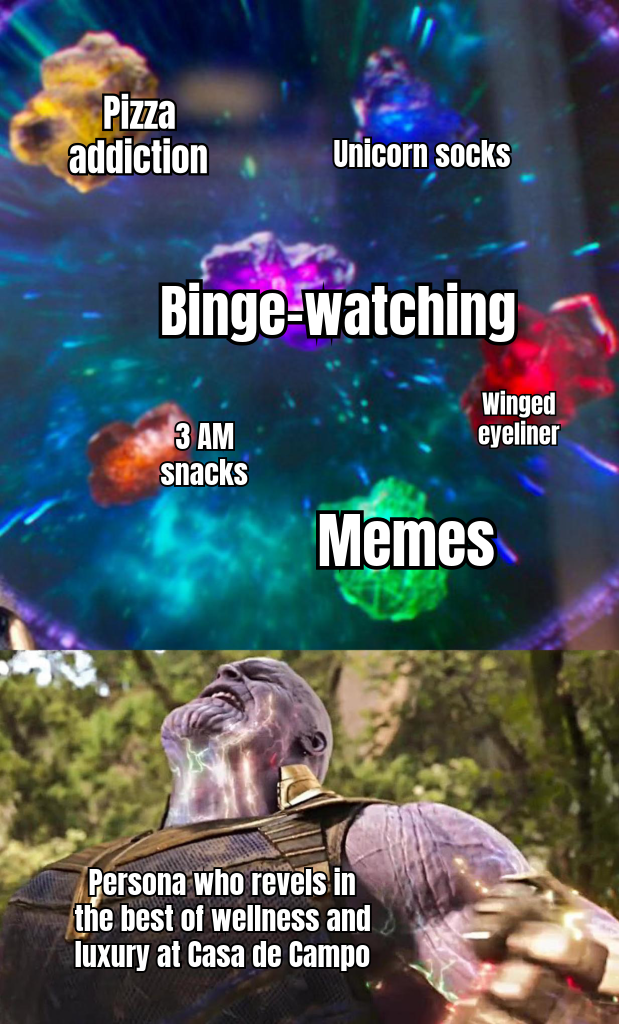 Pizza
addiction
Unicorn socks
Binge-watching
Winged
eyeliner
3 AM
snacks
Memes
Persona who revels in
the best of wellness and
luxury at Casa de Campo